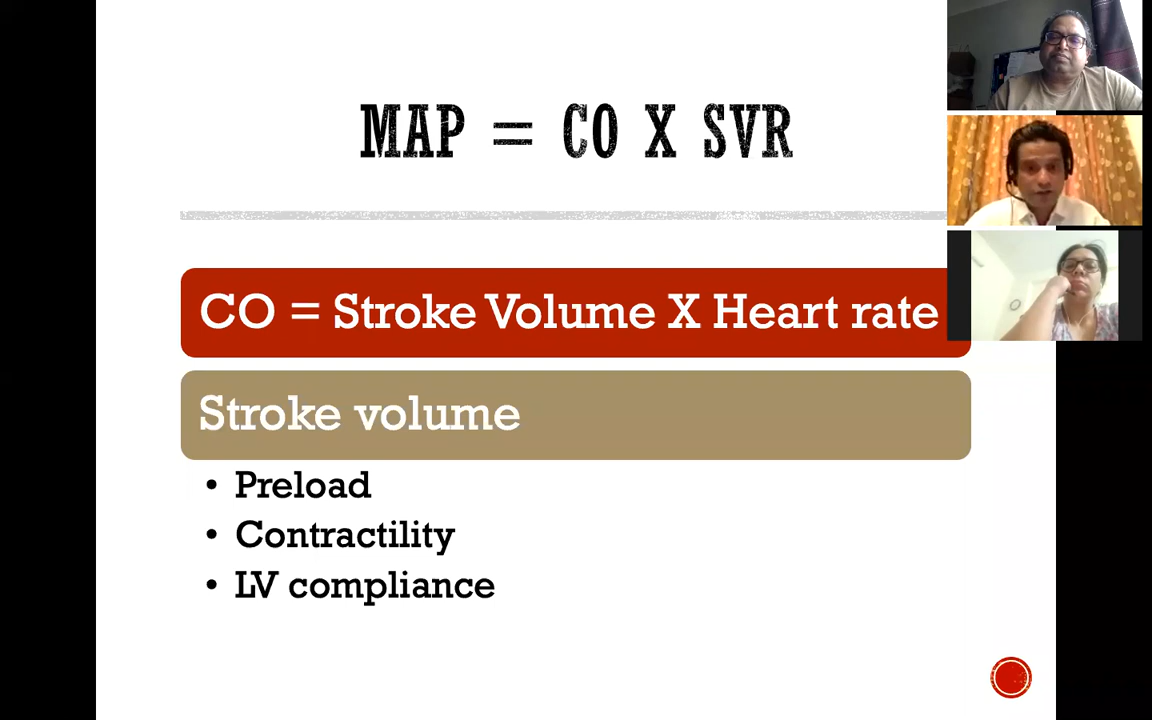 MAP = CO X SVR
CO = Stroke Volume X Heart rate
Stroke volume
• Preload
• Contractility
• LV compliance